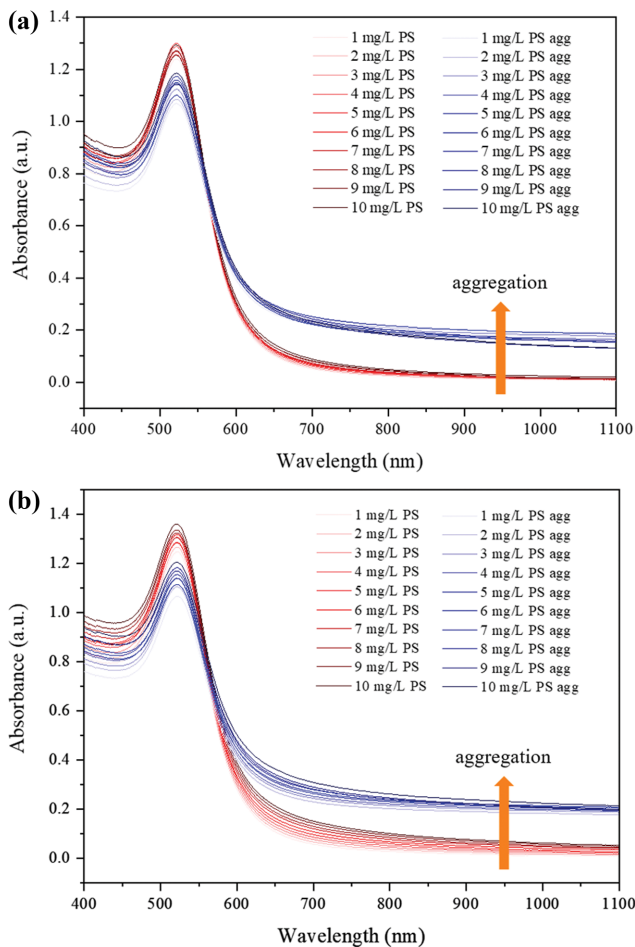 (a)
1.4
1.2
1.0
0.8
0.6
0.4
0.2
0.0
Absorbance (a.u.)
1 mg/L PS
2 mg/L PS
3 mg/L PS
4 mg/L PS
5 mg/L PS
6 mg/L PS
7 mg/L PS
8 mg/L PS
9 mg/L PS
10 mg/L PS
1 mg/L PS agg
2 mg/L PS agg
3 mg/L PS agg
4 mg/L PS agg
5 mg/L PS agg
6 mg/L PS agg
7 mg/L PS agg
8 mg/L PS agg
9 mg/L PS agg
10 mg/L PS agg
aggregation
400 500 600 700 800 900 1000 1100
Wavelength (nm)
(b)
1.4
1.2
1.0
0.8
0.6
0.4
0.2
0.0
Absorbance (a.u.)
1 mg/L PS
2 mg/L PS
3 mg/L PS
4 mg/L PS
5 mg/L PS
6 mg/L PS
7 mg/L PS
8 mg/L PS
9 mg/L PS
10 mg/L PS
1 mg/L PS agg
2 mg/L PS agg
3 mg/L PS agg
4 mg/L PS agg
5 mg/L PS agg
6 mg/L PS agg
7 mg/L PS agg
8 mg/L PS agg
9 mg/L PS agg
10 mg/L PS agg
aggregation
400 500 600 700 800 900 1000 1100
Wavelength (nm)